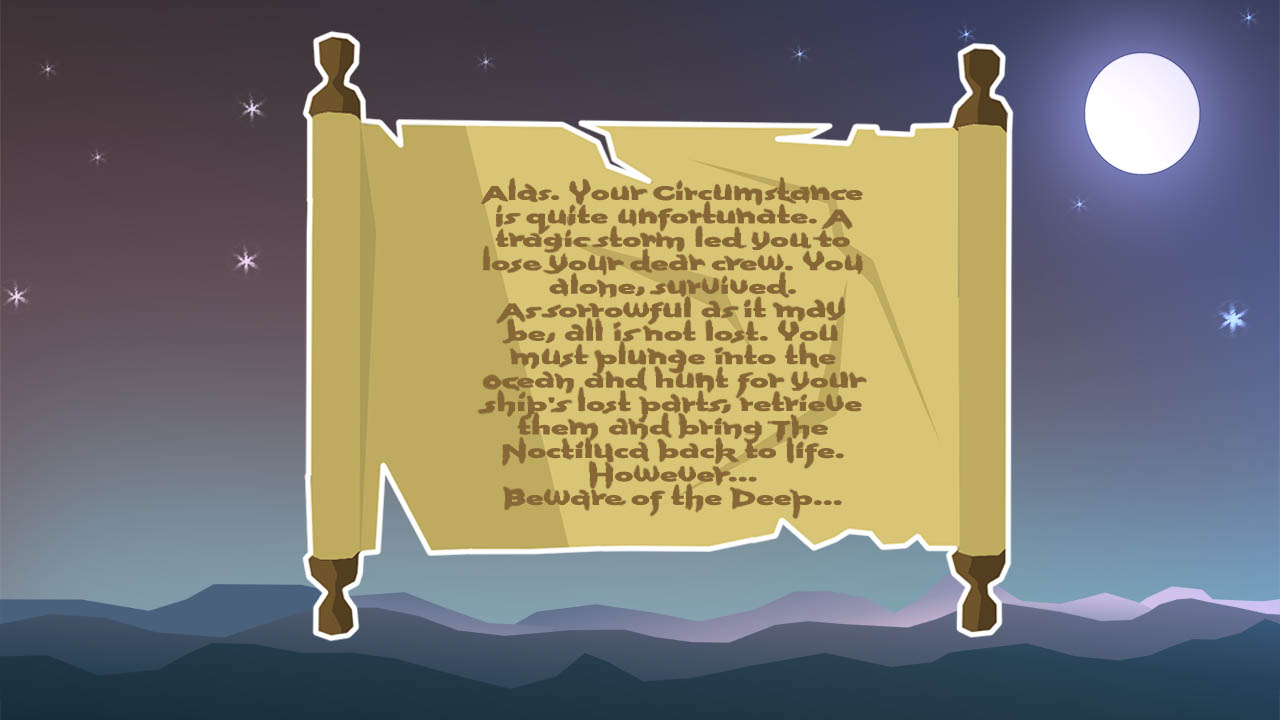 Alas. Your Circumstance
is quite unfortunate. A
tragic storm led you to
lose your dear crew. You
alone, survived.
As sorrowful as it may
be, all is not lost. You
must plunge into the
Ocean and hunt for your
ship's lost parts, retrieve
them and bring The
Noctiluca back to life.
However...
Beware of the Deep...